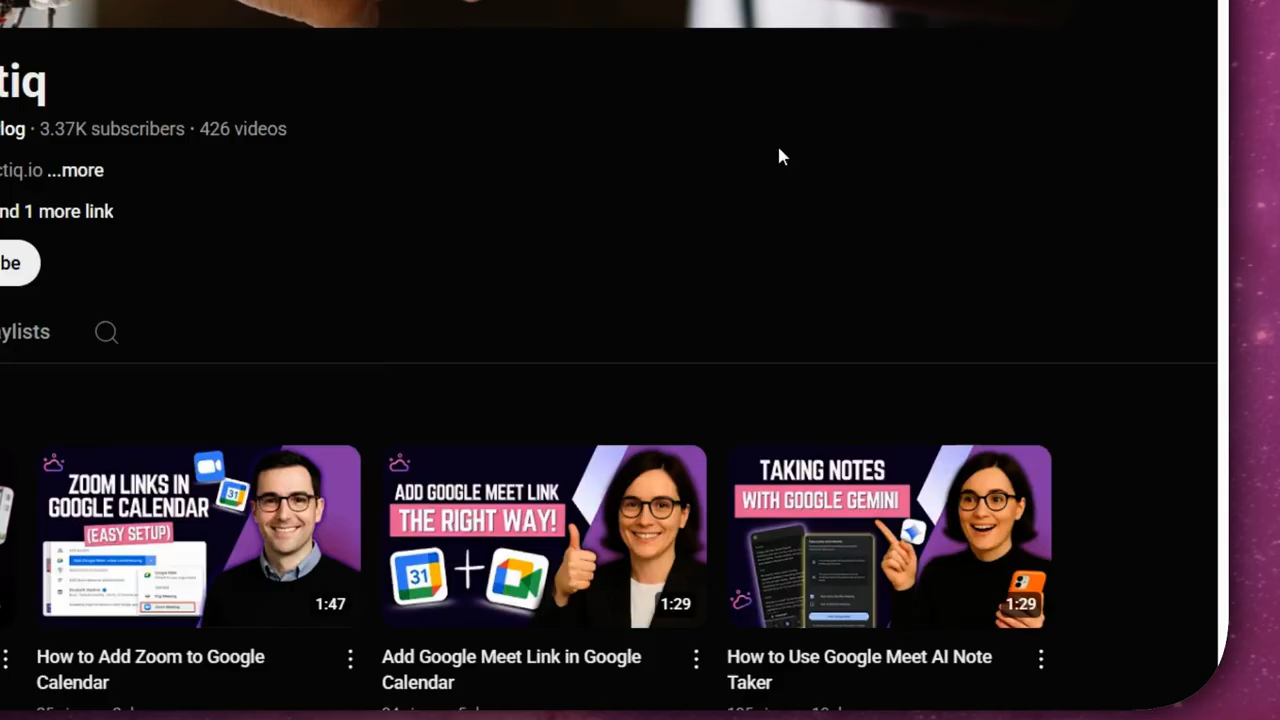 tiq
log · 3.37K subscribers · 426 videos
ctiq.io ...more
nd 1 more link
be
ylists
ZOOM LINKS IN
GOOGLE CALENDAR
(EASY SETUP)
31
1:47
ADD GOOGLE MEET LINK
THE RIGHT WAY!
31
1:29
TAKING NOTES
WITH GOOGLE GEMINI
1:29
How to Add Zoom to Google
Calendar
Add Google Meet Link in Google
Calendar
How to Use Google Meet AI Note
Taker